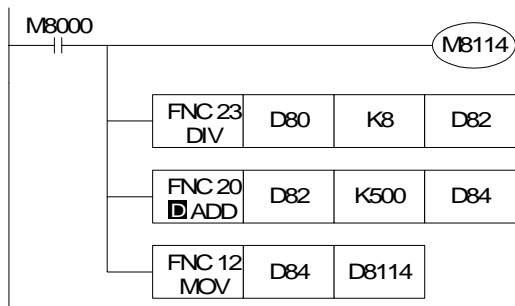 M8000
M8114
FNC 23 D80 K8 D82
DIV
FNC 20 D82 K500 D84
D ADD
FNC 12 D84 D8114
MOV